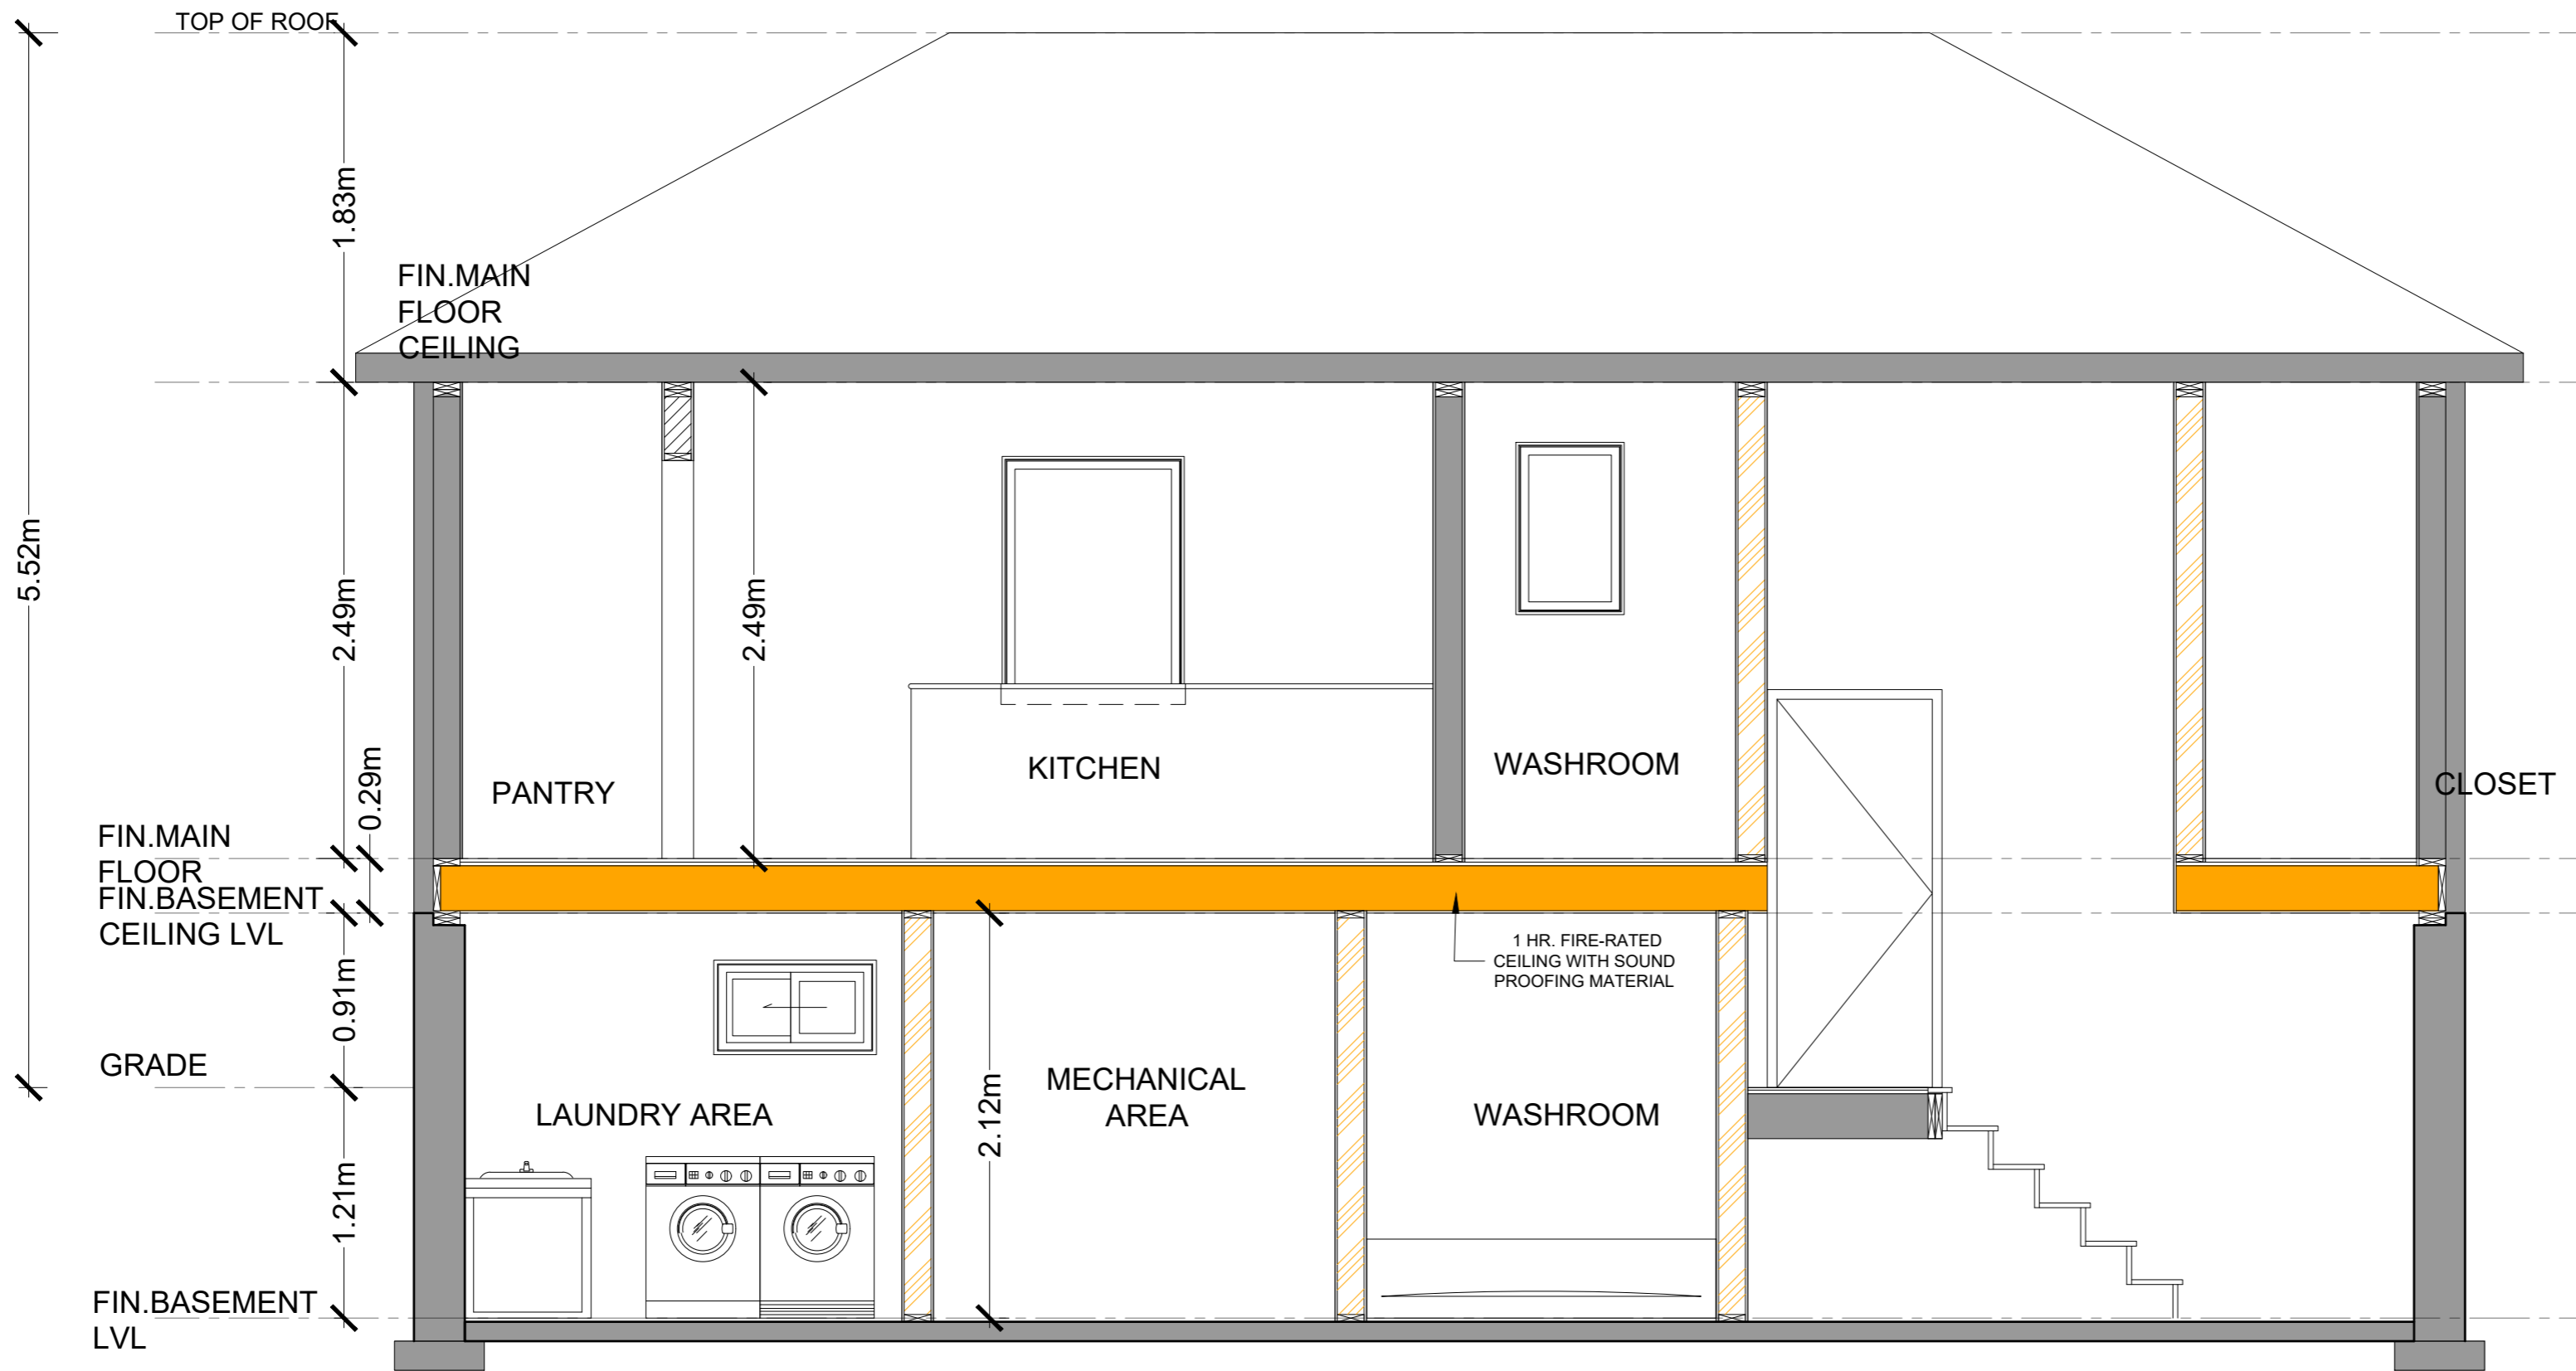 TOP OF ROOF
1.83m
FIN.MAIN
FLOOR
CEILING
5.52m
2.49m
2.49m
0.29m
PANTRY
KITCHEN
WASHROOM
CLOSET
FIN.MAIN
FLOOR
FIN.BASEMENT
CEILING LVL
1 HR. FIRE-RATED
CEILING WITH SOUND
PROOFING MATERIAL
0.91m
GRADE
LAUNDRY AREA
MECHANICAL
AREA
WASHROOM
2.12m
1.21m
FIN.BASEMENT
LVL